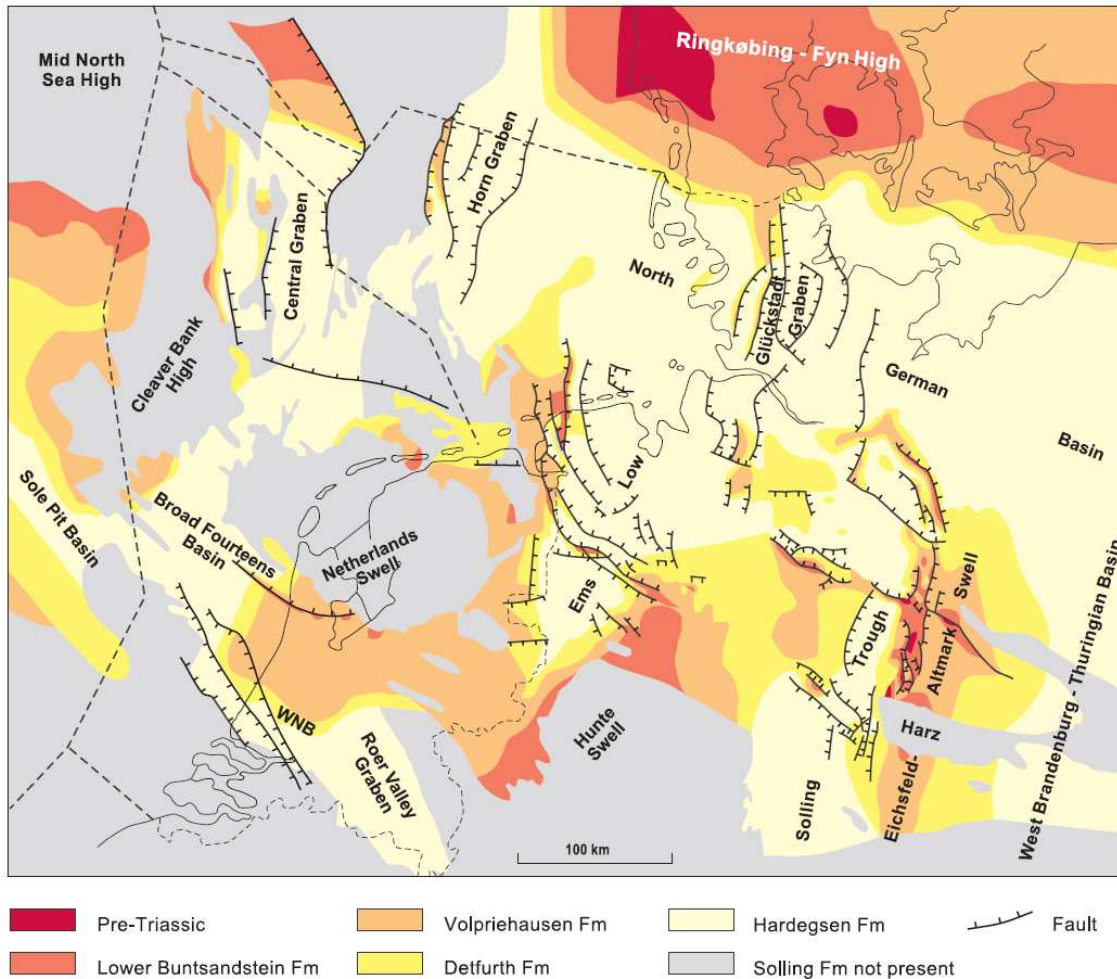 Mid North
Sea High
Ringkøbing - Fyn High
Horn Graben
Central Graben
North
Glückstadt
Graben
Cleaver Bank
High
German
Basin
Low
Sole Pit Basin
Broad Fourteens
Basin
Netherlands
Swell
Ems
Trough
Altmark
Swell
West Brandenburg - Thuringian Basin
WNB
Roer Valley
Graben
Hunte
Swell
Harz
Solling
Eichsfeld-
100 km
Pre-Triassic
Volpriehausen Fm
Hardegsen Fm
Fault
Lower Buntsandstein Fm
Detfurth Fm
Solling Fm not present